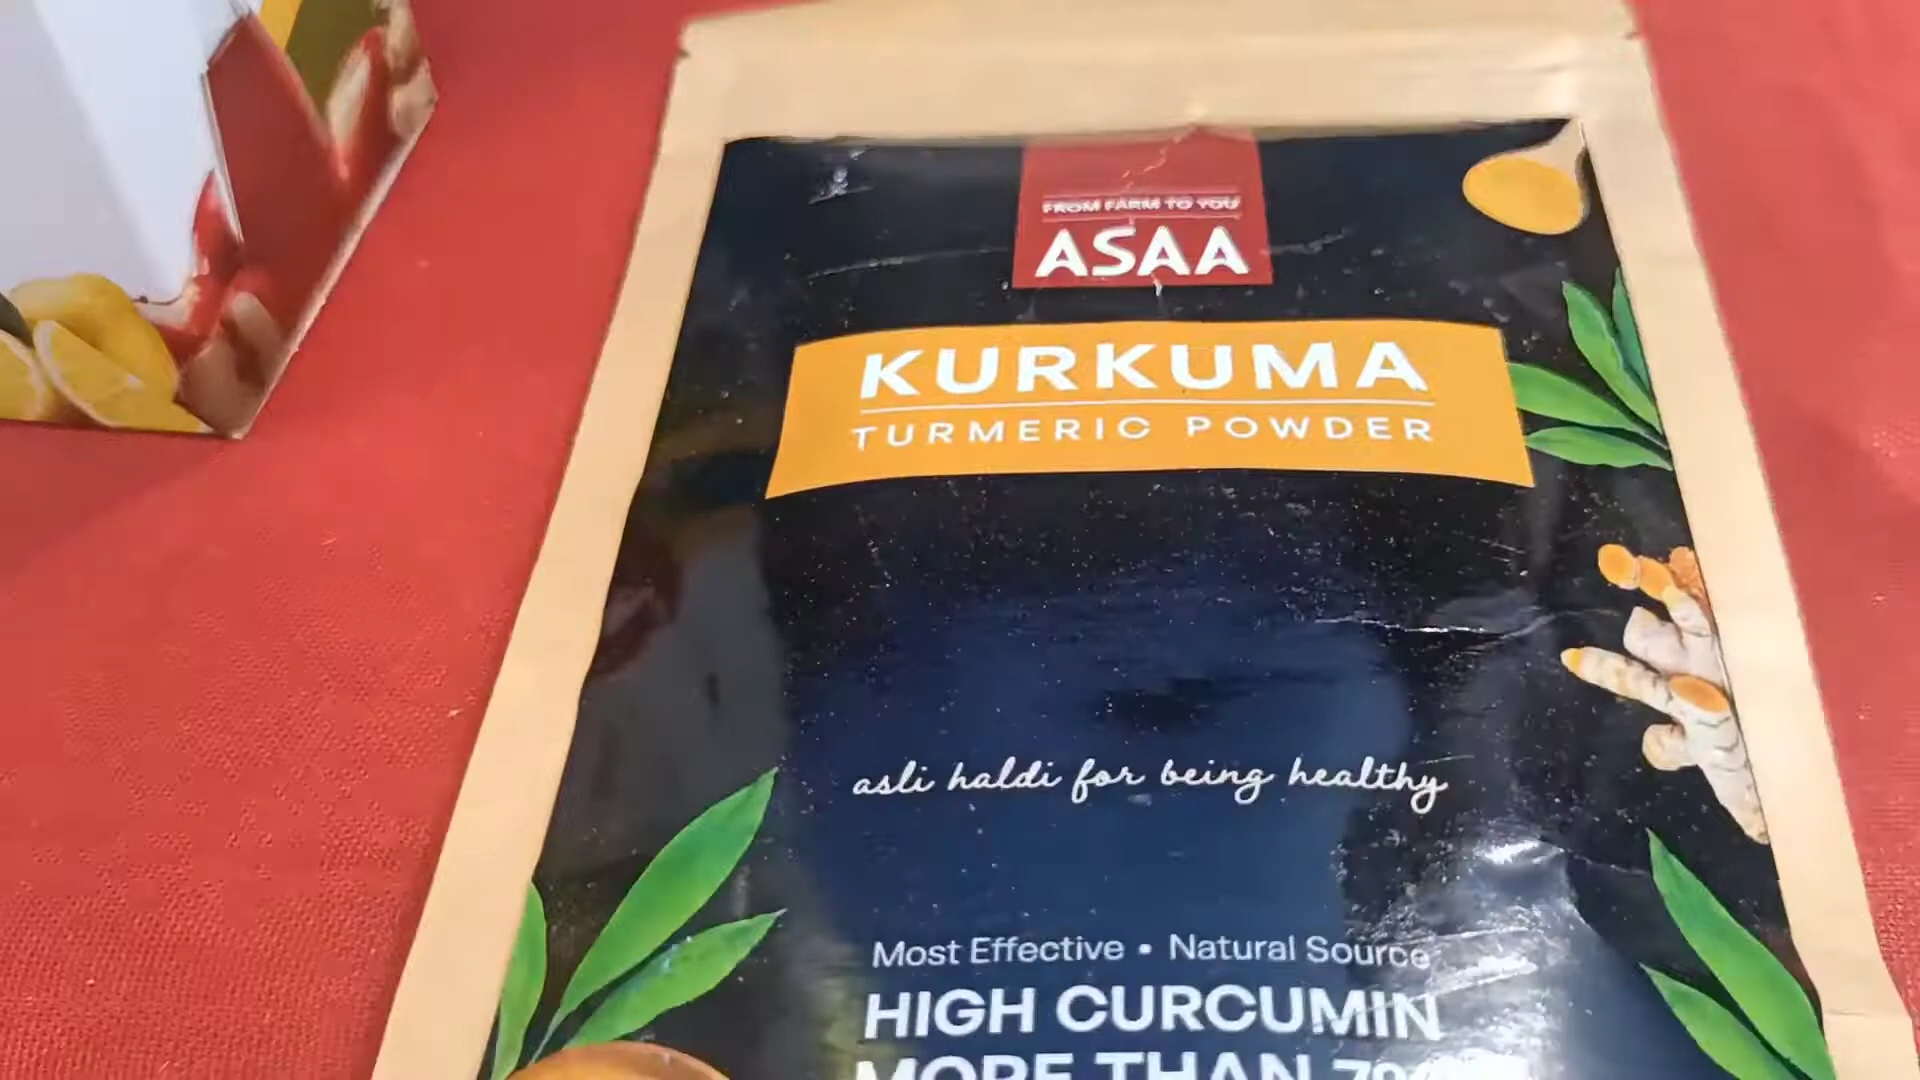 FROM FARM TO YOU
ASAA
KURKUMA
TURMERIC POWDER
asli haldi for being healthy
Most Effective • Natural Source
HIGH CURCUMIN
MORE THAN